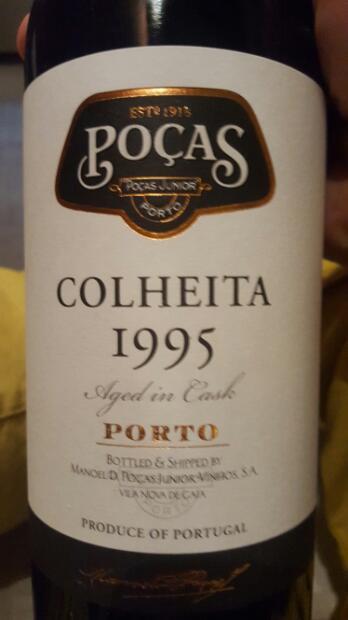 ESTD 1918
POÇAS
POÇAS JUNIOR
PORTO
COLHEITA
1995
Aged in Cask
PORTO
BOTTLED & SHIPPED BY
MANOEL D. POÇAS JUNIOR-VINHOS, S.A.
VILA NOVA DE GAIA
PORTO
PRODUCE OF PORTUGAL